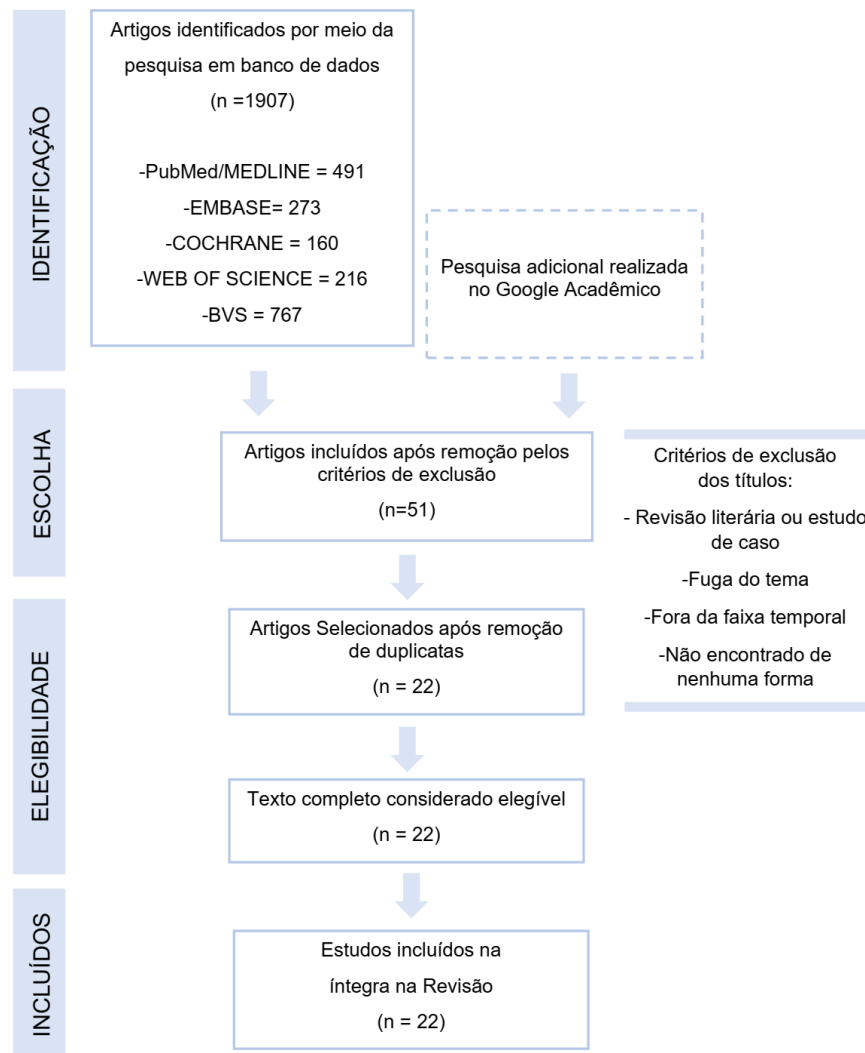 IDENTIFICAÇÃO
Artigos identificados por meio da
pesquisa em banco de dados
(n =1907)
-PubMed/MEDLINE = 491
-EMBASE= 273
-COCHRANE = 160
-WEB OF SCIENCE = 216
-BVS = 767
Pesquisa adicional realizada
no Google Acadêmico
ESCOLHA
Artigos incluídos após remoção pelos
critérios de exclusão
(n=51)
Critérios de exclusão
dos títulos:
- Revisão literária ou estudo
de caso
-Fuga do tema
-Fora da faixa temporal
-Não encontrado de
nenhuma forma
ELEGIBILIDADE
Artigos Selecionados após remoção
de duplicatas
(n = 22)
Texto completo considerado elegível
(n = 22)
INCLUÍDOS
Estudos incluídos na
íntegra na Revisão
(n = 22)